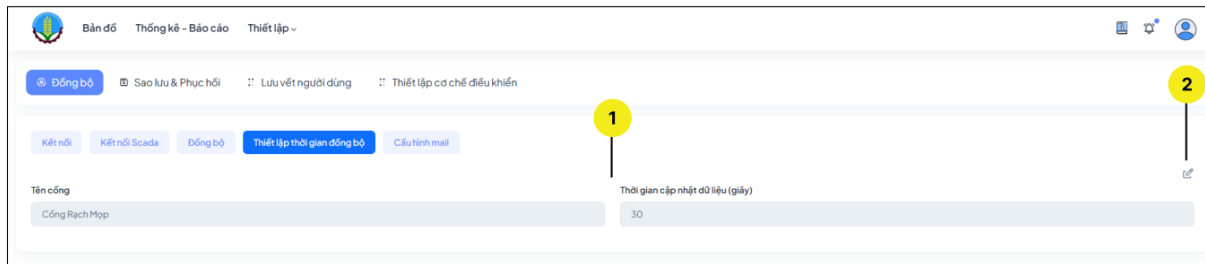 Bản đồ Thống kê - Báo cáo Thiết lập
Đồng bộ Sao lưu & Phục hồi Lưu vết người dùng Thiết lập cơ chế điều khiển
2
1
Kết nối Kết nối Scada Đồng bộ Thiết lập thời gian đồng bộ Cấu hình mail
Tên cống Thời gian cập nhật dữ liệu (giây)
Cống Rạch Mọp 30